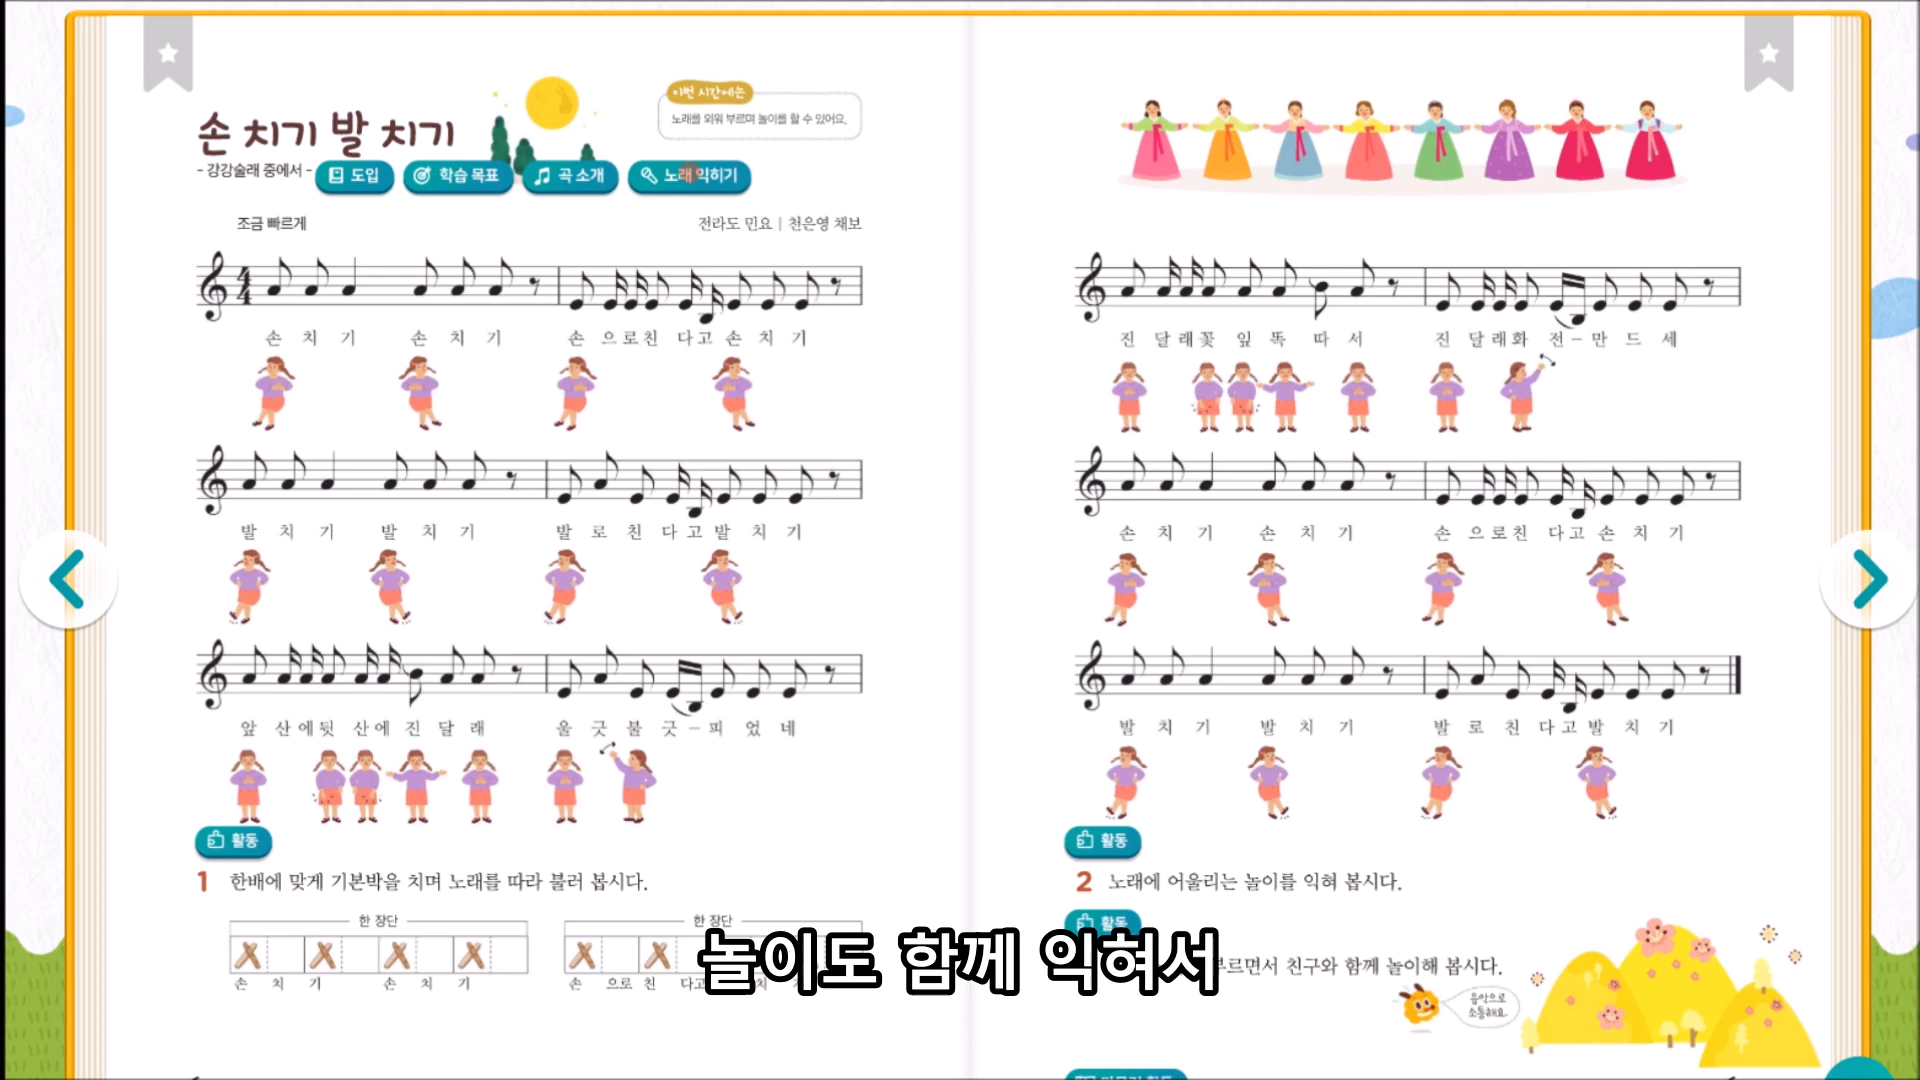 손 치기 발 치기
- 강강술래 중에서 -
도입
학습 목표
곡 소개
노래 익히기
이번 시간에는
노래를 외워 부르며 놀이를 할 수 있어요.
조금 빠르게
전라도 민요 | 천은영 채보
손 치 기 손 치 기 손 으로친 다고 손 치 기
발 치 기 발 치 기 발 로 친 다고 발 치 기
앞 산에뒷 산에 진 달 래 울 긋 불 긋 – 피 었 네
활동
1 한배에 맞게 기본박을 치며 노래를 따라 불러 봅시다.
한 장단
한 장단
손 치 기 손 치 기
손 으로 친 다고
진 달래꽃 잎 똑 따 서 진 달래화 전 – 만 드 세
손 치 기 손 치 기 손 으로친 다고 손 치 기
발 치 기 발 치 기 발 로 친 다고 발 치 기
활동
2 노래에 어울리는 놀이를 익혀 봅시다.
활동
부르면서 친구와 함께 놀이해 봅시다.
음악으로
소통해요
놀이도 함께 익혀서